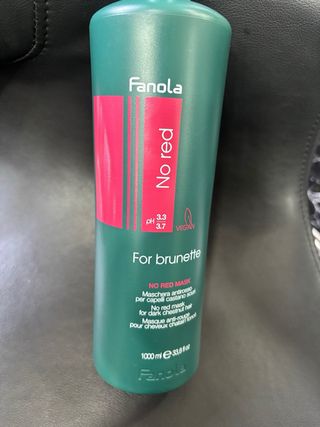 Fanola
No red
pH 3.3
3.7
VEGAN
For brunette
NO RED MASK
Maschera antirosso
per capelli castano scuri
No red mask
for dark chestnut hair
Masque anti-rouge
pour cheveux châtain foncé
1000 ml e 33,8 fl oz
Fanola